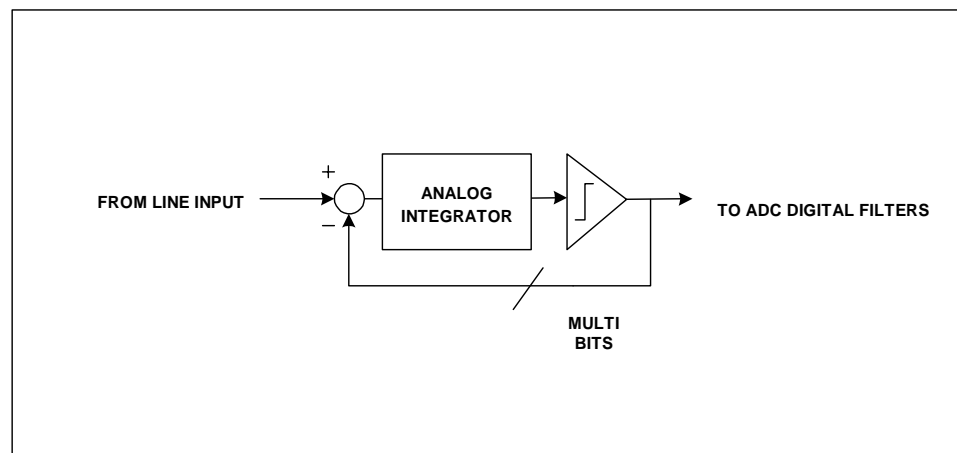 +
FROM LINE INPUT
ANALOG
INTEGRATOR
TO ADC DIGITAL FILTERS
−
MULTI
BITS